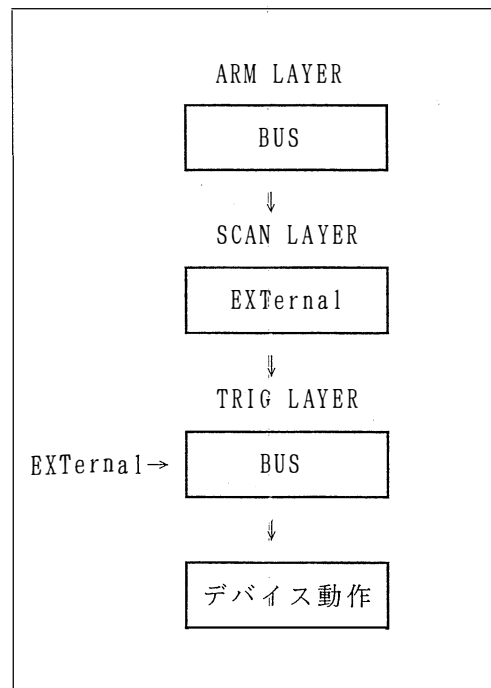 ARM LAYER
BUS
⇓
SCAN LAYER
EXTernal
⇓
TRIG LAYER
EXTernal→ BUS
⇓
デバイス動作